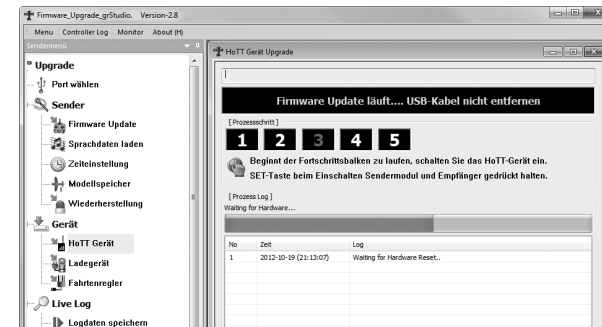 Firmware_Upgrade_grStudio. Version-2.8
Menu Controller Log Monitor About (H)
Sendermenü
Upgrade
Port wählen
Sender
Firmware Update
Sprachdaten laden
Zeiteinstellung
Modellspeicher
Wiederherstellung
Gerät
HoTT Gerät
Ladegerät
Fahrtenregler
Live Log
Logdaten speichern
HoTT Gerät Upgrade
Firmware Update läuft.... USB-Kabel nicht entfernen
[ Prozessschritt ]
1 2 3 4 5
Beginnt der Fortschrittsbalken zu laufen, schalten Sie das HoTT-Gerät ein.
SET-Taste beim Einschalten Sendermodul und Empfänger gedrückt halten.
[ Prozess Log ]
Waiting for Hardware...
No Zeit Log
1 2012-10-19 (21:13:07) Waiting for Hardware Reset..